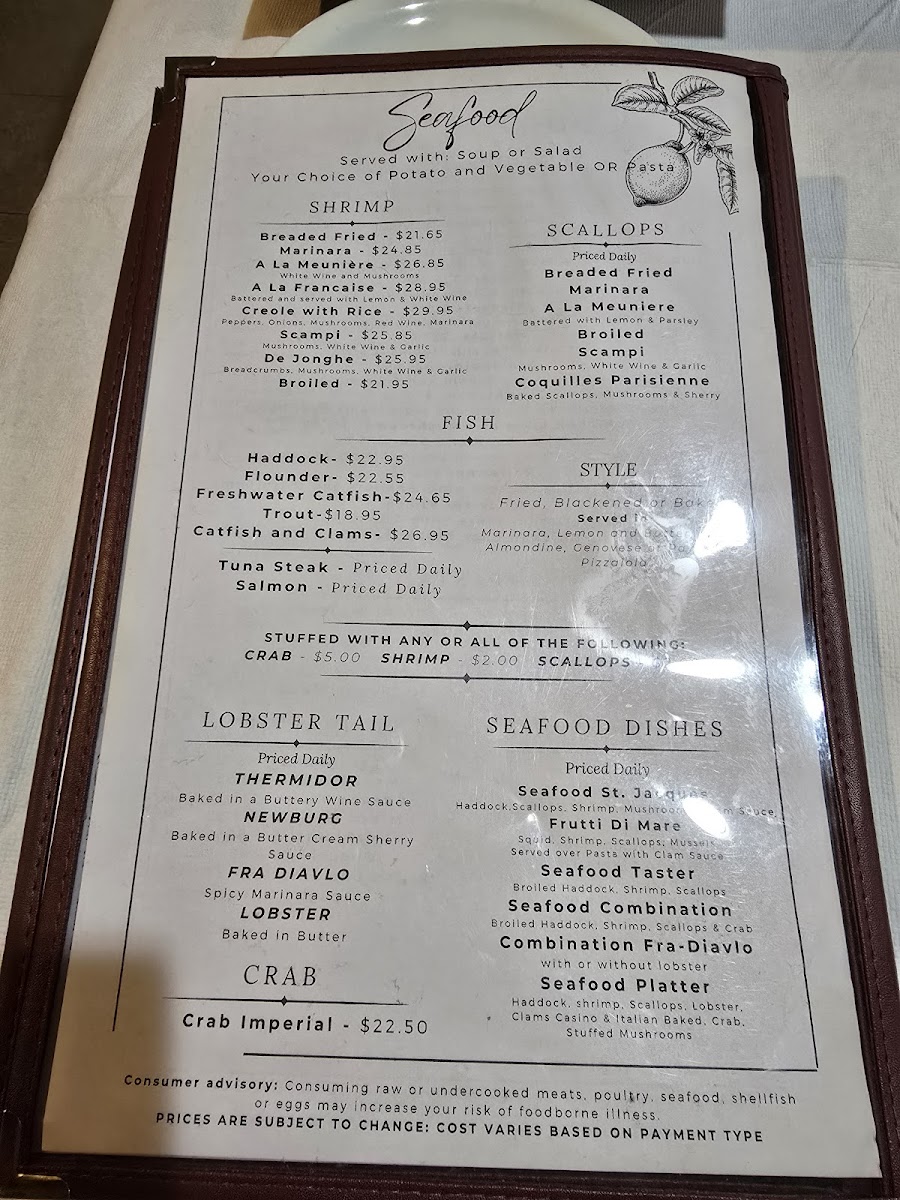 Seafood
Served with: Soup or Salad
Your Choice of Potato and Vegetable OR Pasta
SHRIMP
Breaded Fried - $21.65
Marinara - $24.85
A La Meunière - $26.85
White Wine and Mushrooms
A La Francaise - $28.95
Battered and served with Lemon & White Wine
Creole with Rice - $29.95
Peppers, Onions, Mushrooms, Red Wine, Marinara
Scampi - $25.85
Mushrooms, White Wine & Garlic
De Jonghe - $25.95
Breadcrumbs, Mushrooms, White Wine & Garlic
Broiled - $21.95
SCALLOPS
Priced Daily
Breaded Fried
Marinara
A La Meuniere
Battered with Lemon & Parsley
Broiled
Scampi
Mushrooms, White Wine & Garlic
Coquilles Parisienne
Baked Scallops, Mushrooms & Sherry
FISH
Haddock- $22.95
Flounder- $22.55
Freshwater Catfish-$24.65
Trout-$18.95
Catfish and Clams- $26.95
Tuna Steak - Priced Daily
Salmon - Priced Daily
STYLE
Fried, Blackened or
Served
Marinara, Lemon and
Almondine, Genovese
Pizzaiola
STUFFED WITH ANY OR ALL OF THE FOLLOWING:
CRAB - $5.00 SHRIMP - $2.00 SCALLOPS
LOBSTER TAIL
Priced Daily
THERMIDOR
Baked in a Buttery Wine Sauce
NEWBURG
Baked in a Butter Cream Sherry
Sauce
FRA DIAVLO
Spicy Marinara Sauce
LOBSTER
Baked in Butter
CRAB
Crab Imperial - $22.50
SEAFOOD DISHES
Priced Daily
Seafood St. Jacques
Haddock,Scallops, Shrimp, Sauce
Frutti Di Mare
Squid, Shrimp, Scallops, Mussels
Served over Pasta with Clam Sauce
Seafood Taster
Broiled Haddock, Shrimp, Scallops
Seafood Combination
Broiled Haddock, Shrimp, Scallops & Crab
Combination Fra-Diavlo
with or without lobster
Seafood Platter
Haddock, shrimp, Scallops, Lobster,
Clams Casino & Italian Baked, Crab,
Stuffed Mushrooms
Consumer advisory: Consuming raw or undercooked meats, poultry, seafood, shellfish
or eggs may increase your risk of foodborne illness.
PRICES ARE SUBJECT TO CHANGE: COST VARIES BASED ON PAYMENT TYPE